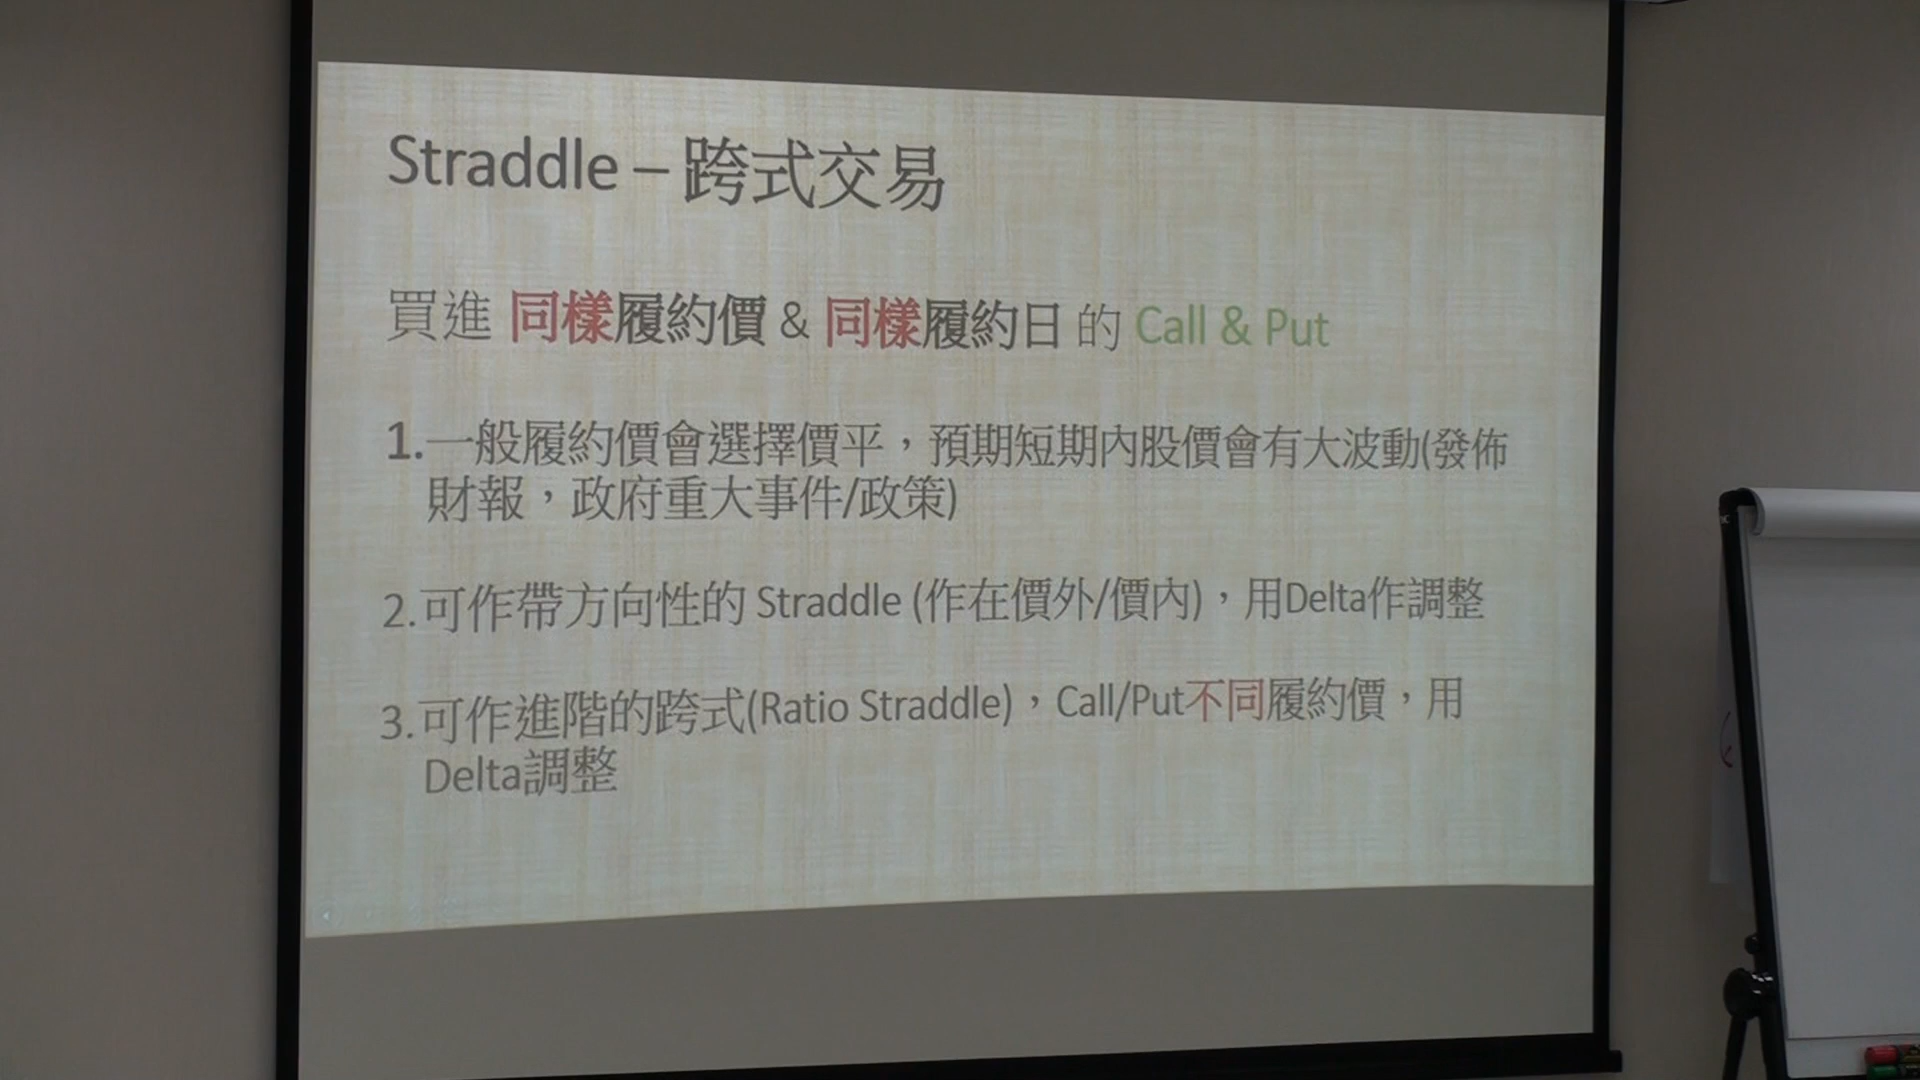 Straddle – 跨式交易
買進 同樣履約價 & 同樣履約日 的 Call & Put
1.一般履約價會選擇價平，預期短期內股價會有大波動(發佈
財報，政府重大事件/政策)
2.可作帶方向性的 Straddle (作在價外/價內)，用Delta作調整
3.可作進階的跨式(Ratio Straddle)，Call/Put不同履約價，用
Delta調整